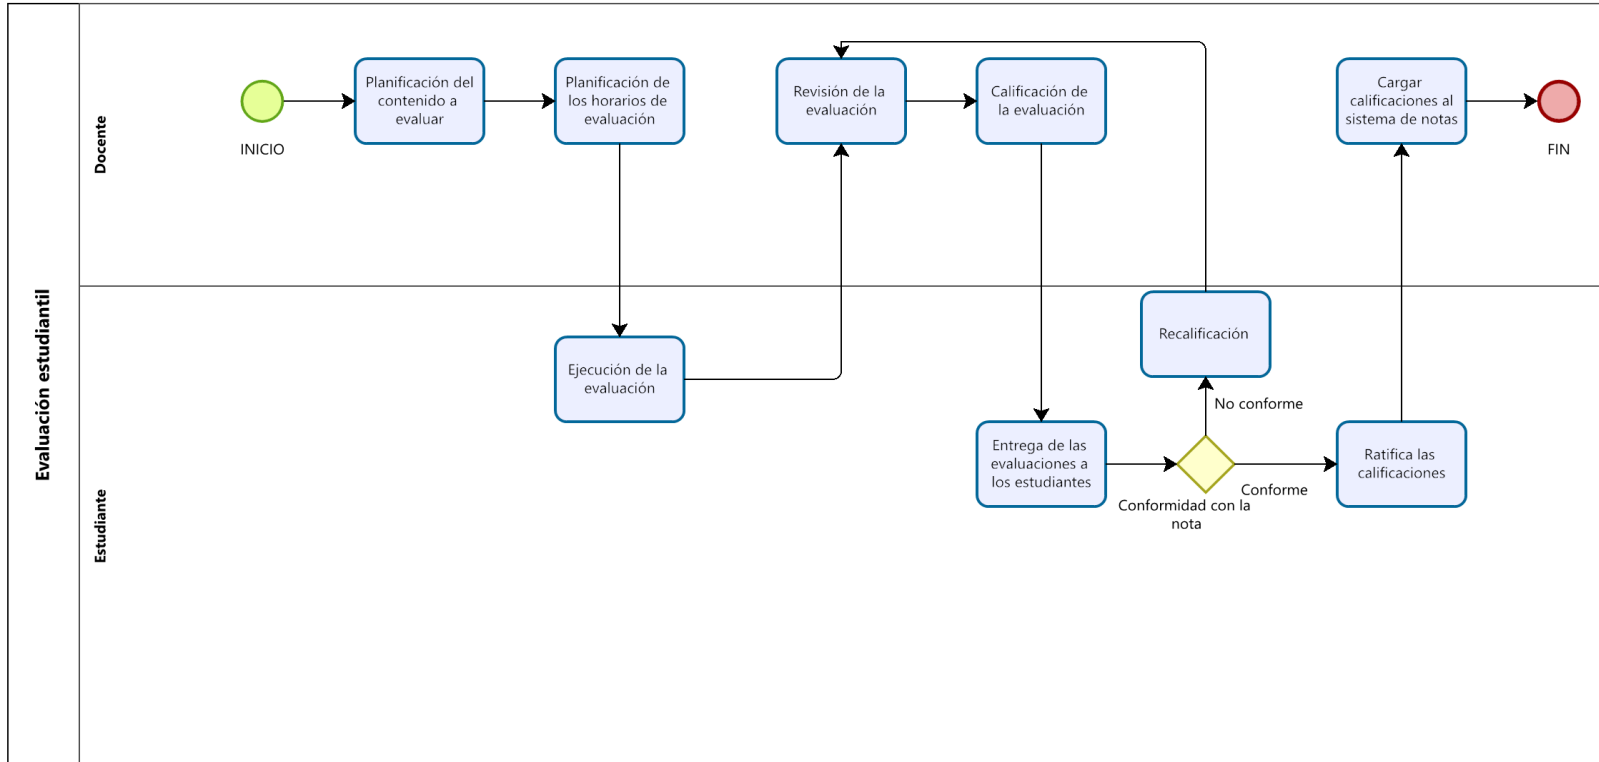 Evaluación estudiantil
Docente
INICIO
Planificación del
contenido a
evaluar
Planificación de
los horarios de
evaluación
Revisión de la
evaluación
Calificación de
la evaluación
Cargar
calificaciones al
sistema de notas
FIN
Estudiante
Ejecución de la
evaluación
Entrega de las
evaluaciones a
los estudiantes
Conformidad con la
nota
No conforme
Recalificación
Conforme
Ratifica las
calificaciones